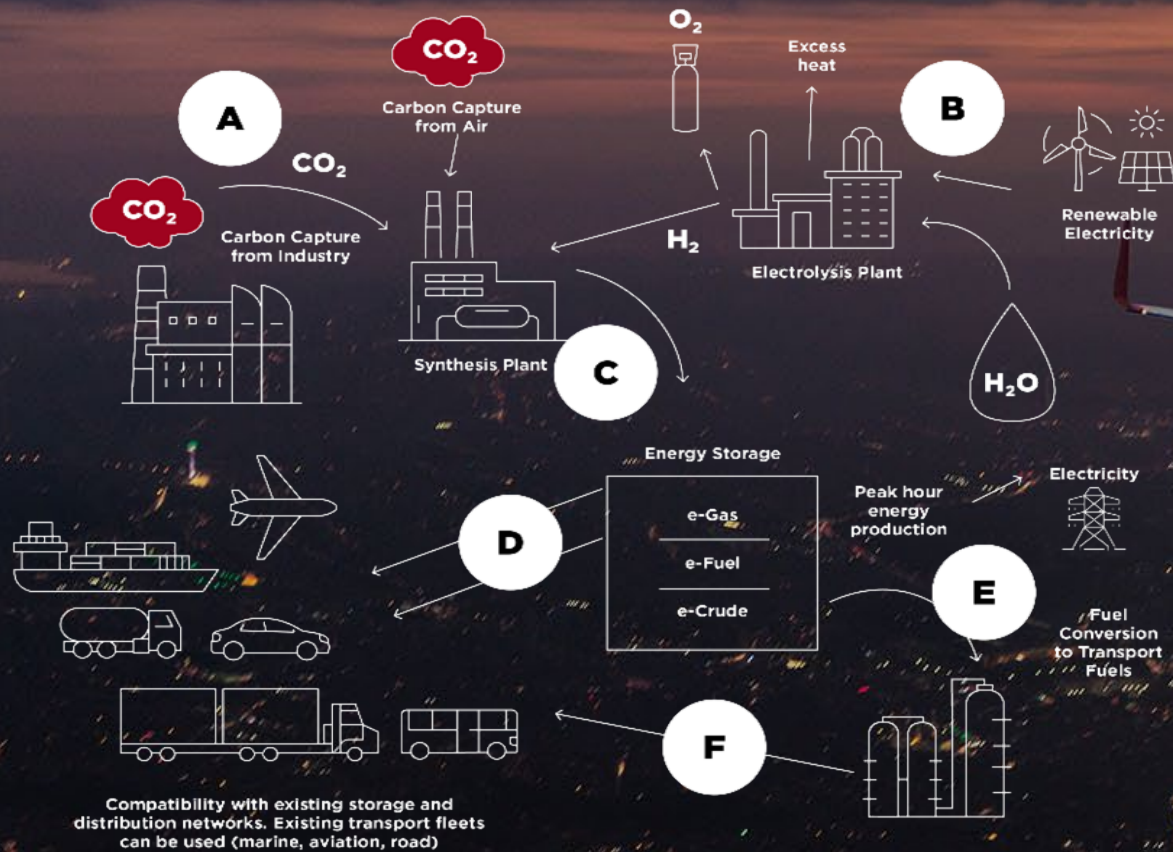 O₂
CO₂
Excess
heat
Carbon Capture
from Air
A
B
CO₂
CO₂
Carbon Capture
from Industry
H₂
Renewable
Electricity
Electrolysis Plant
Synthesis Plant
C
H₂O
Energy Storage
Electricity
Peak hour
energy
production
e-Gas
D
e-Fuel
E
e-Crude
Fuel
Conversion
to Transport
Fuels
F
Compatibility with existing storage and
distribution networks. Existing transport fleets
can be used (marine, aviation, road)